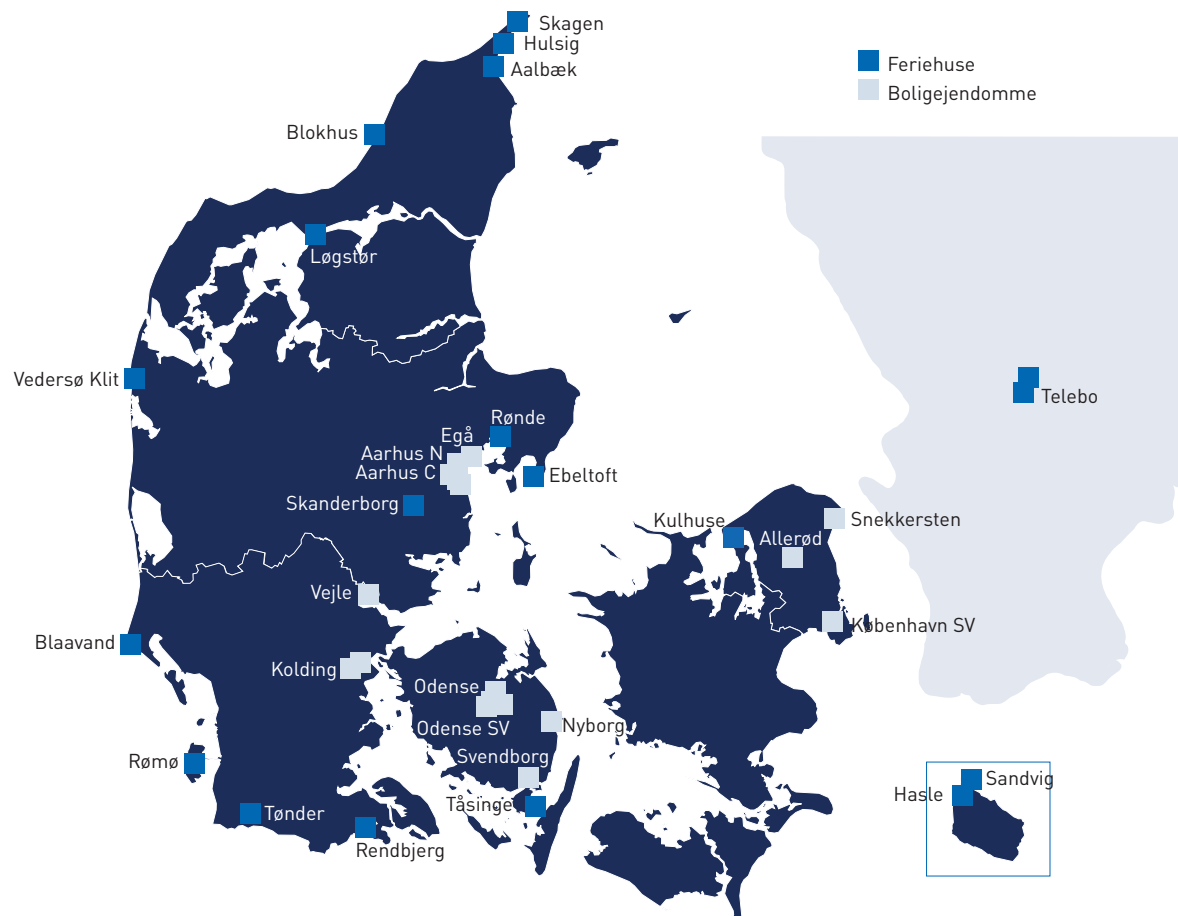 Skagen
Hulsig
Aalbæk
Feriehuse
Boligejendomme
Blokhus
Løgstør
Vedersø Klit
Telebo
Rønde
Egå
Aarhus N
Aarhus C
Ebeltoft
Skanderborg
Kulhuse
Snekkersten
Allerød
Vejle
København SV
Blaavand
Kolding
Odense
Odense SV
Nyborg
Svendborg
Rømø
Sandvig
Hasle
Tåsinge
Tønder
Rendbjerg